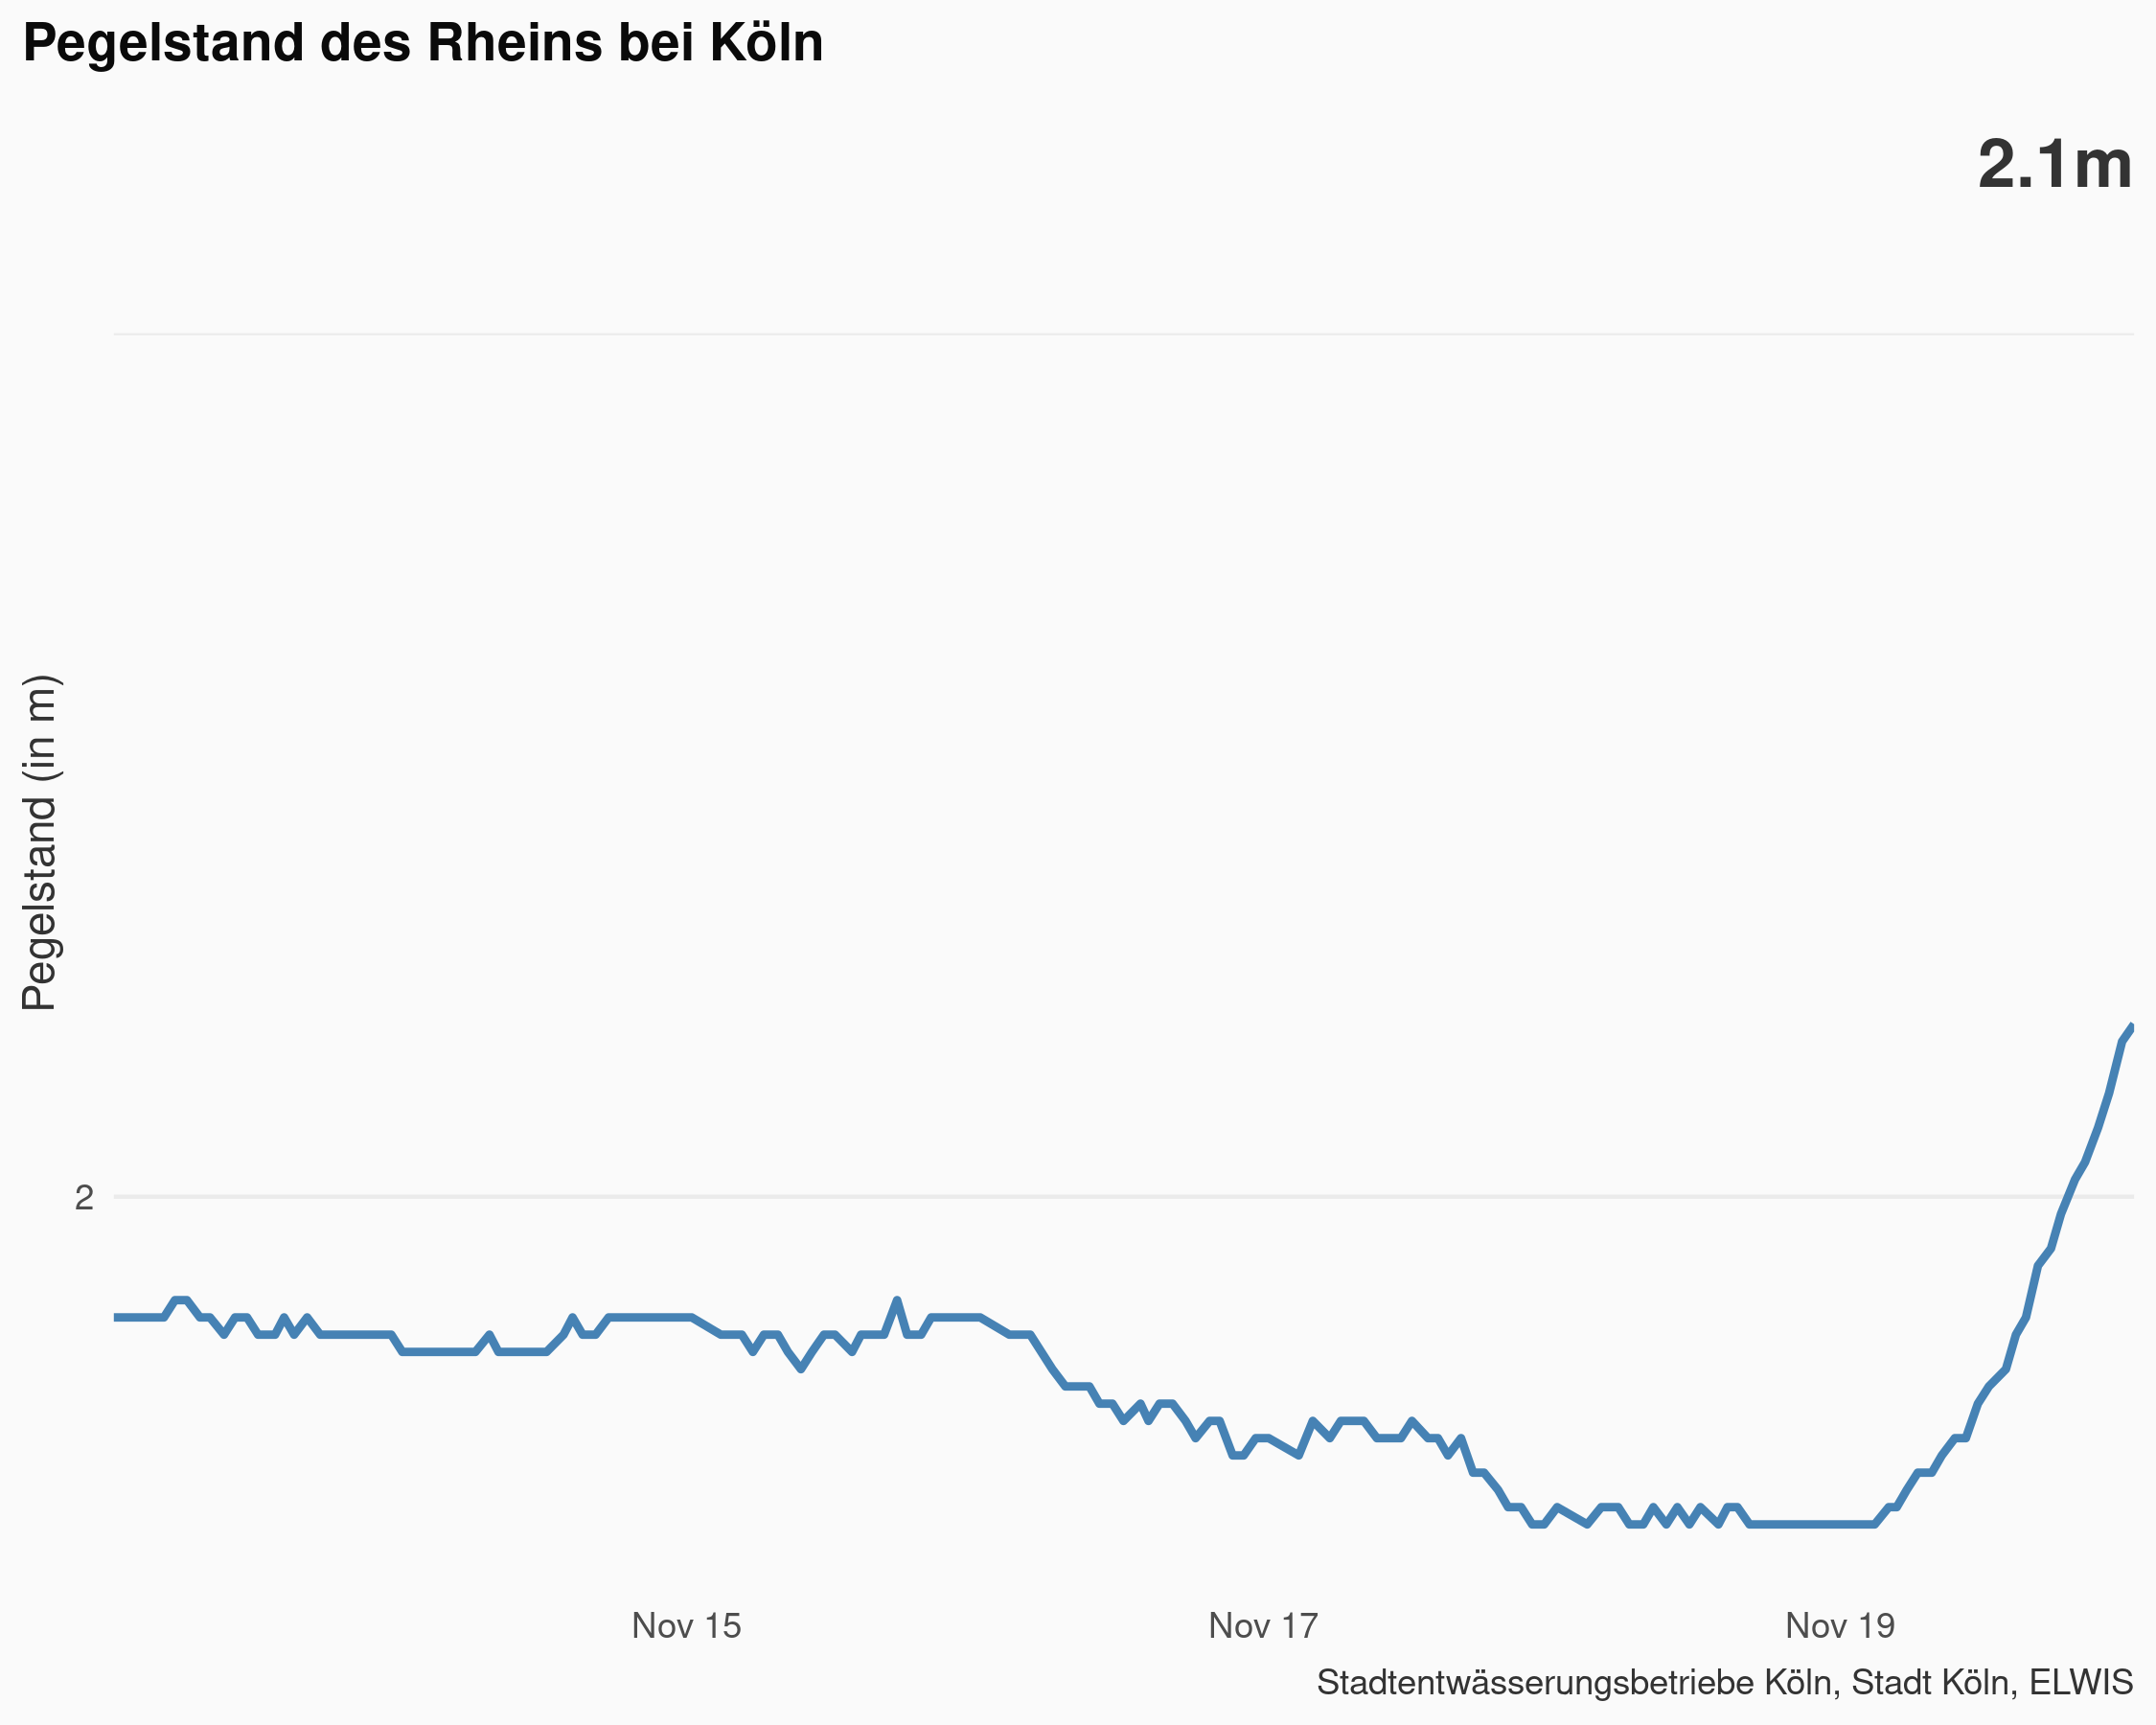 Pegelstand des Rheins bei Köln
2.1m
Pegelstand (in m)
2
Nov 15
Nov 17
Nov 19
Stadtentwässerungsbetriebe Köln, Stadt Köln, ELWIS